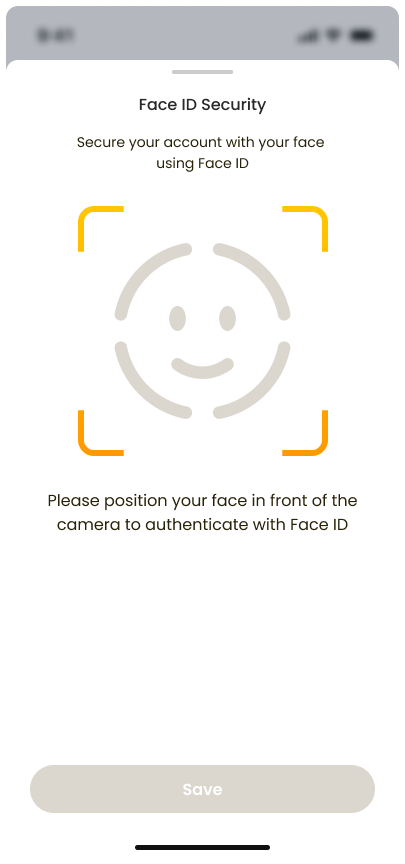 Face ID Security
Secure your account with your face
using Face ID
Please position your face in front of the
camera to authenticate with Face ID
Save